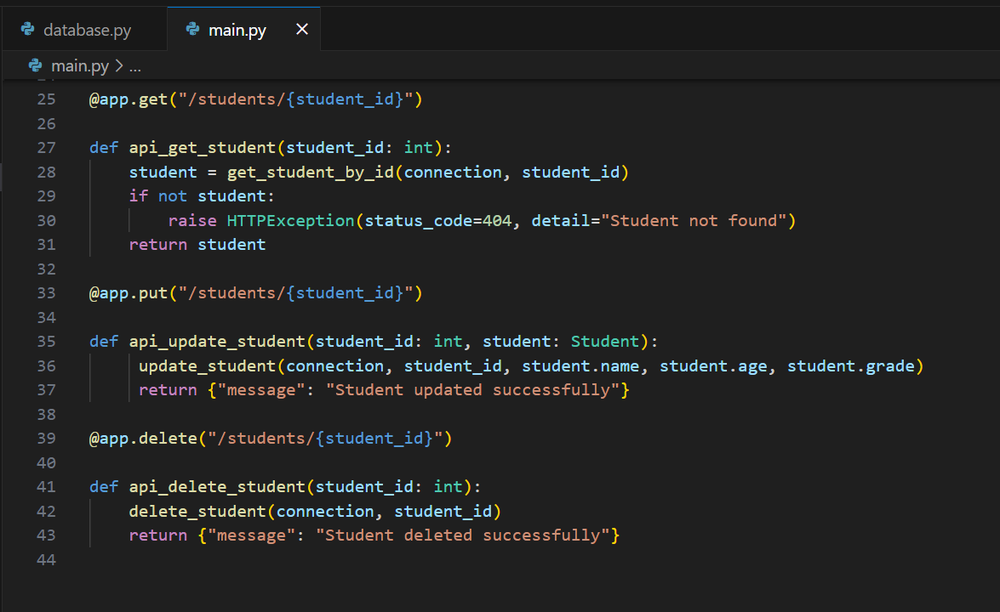 database.py main.py ×
main.py > ...
25 @app.get("/students/{student_id}")
26
27 def api_get_student(student_id: int):
28     student = get_student_by_id(connection, student_id)
29     if not student:
30         raise HTTPException(status_code=404, detail="Student not found")
31     return student
32
33 @app.put("/students/{student_id}")
34
35 def api_update_student(student_id: int, student: Student):
36      update_student(connection, student_id, student.name, student.age, student.grade)
37      return {"message": "Student updated successfully"}
38
39 @app.delete("/students/{student_id}")
40
41 def api_delete_student(student_id: int):
42     delete_student(connection, student_id)
43     return {"message": "Student deleted successfully"}
44